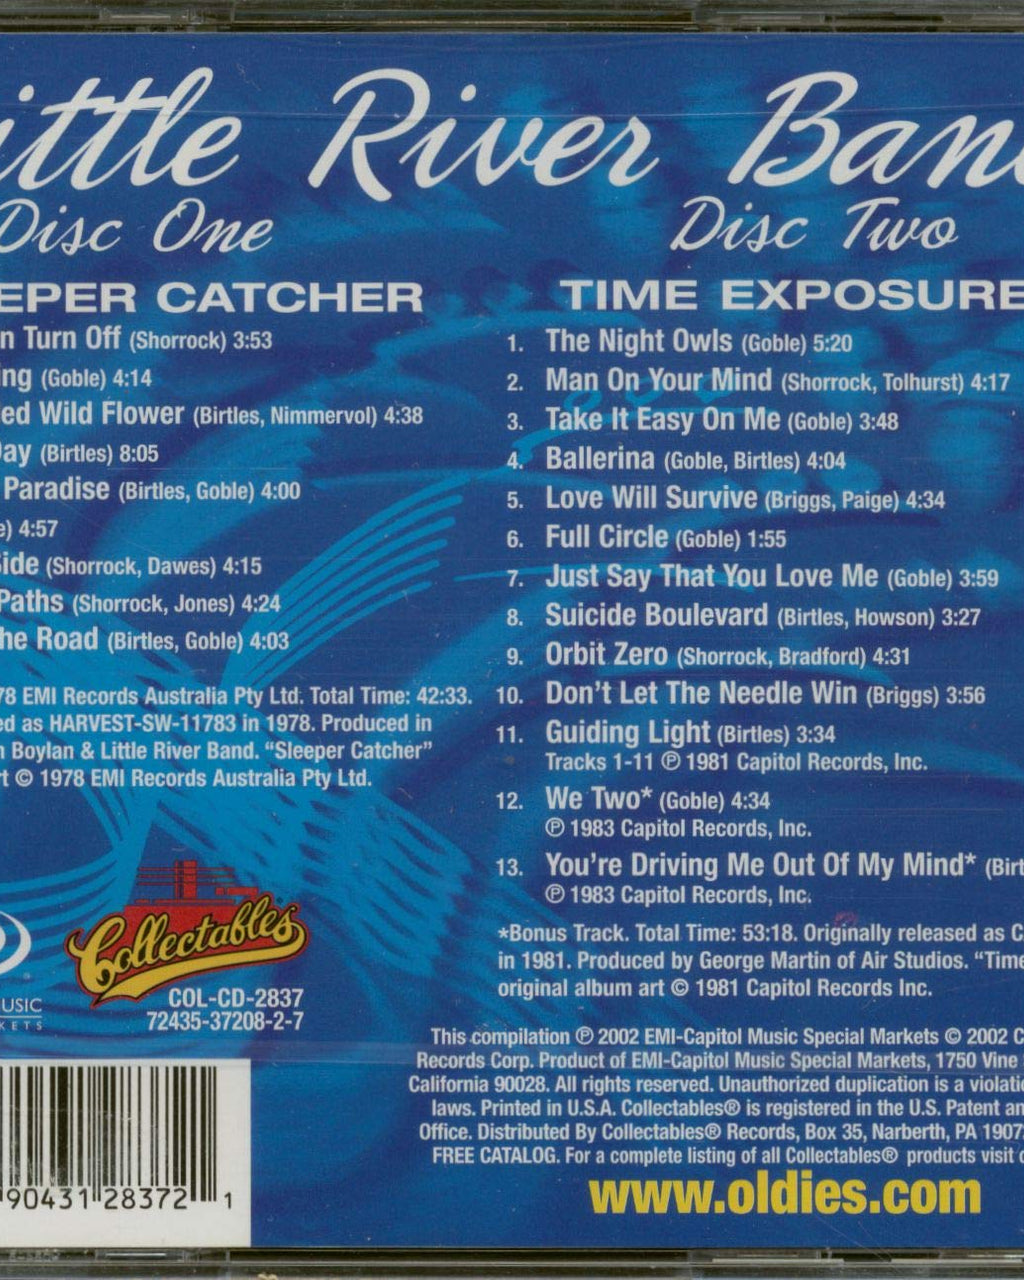 ittle River Ban
Disc One
EPER CATCHER
n Turn Off (Shorrock) 3:53
ing (Goble) 4:14
ed Wild Flower (Birtles, Nimmervol) 4:38
Day (Birtles) 8:05
Paradise (Birtles, Goble) 4:00
e) 4:57
Side (Shorrock, Dawes) 4:15
Paths (Shorrock, Jones) 4:24
he Road (Birtles, Goble) 4:03
78 EMI Records Australia Pty Ltd. Total Time: 42:33.
ed as HARVEST-SW-11783 in 1978. Produced in
n Boylan & Little River Band. “Sleeper Catcher”
rt © 1978 EMI Records Australia Pty Ltd.
Disc Two
TIME EXPOSURE
1. The Night Owls (Goble) 5:20
2. Man On Your Mind (Shorrock, Tolhurst) 4:17
3. Take It Easy On Me (Goble) 3:48
4. Ballerina (Goble, Birtles) 4:04
5. Love Will Survive (Briggs, Paige) 4:34
6. Full Circle (Goble) 1:55
7. Just Say That You Love Me (Goble) 3:59
8. Suicide Boulevard (Birtles, Howson) 3:27
9. Orbit Zero (Shorrock, Bradford) 4:31
10. Don’t Let The Needle Win (Briggs) 3:56
11. Guiding Light (Birtles) 3:34
Tracks 1-11 ℗ 1981 Capitol Records, Inc.
12. We Two* (Goble) 4:34
℗ 1983 Capitol Records, Inc.
13. You’re Driving Me Out Of My Mind* (Birt
℗ 1983 Capitol Records, Inc.
*Bonus Track. Total Time: 53:18. Originally released as C
in 1981. Produced by George Martin of Air Studios. “Time
original album art © 1981 Capitol Records Inc.
Collectables
MUSIC
KETS
COL-CD-2837
72435-37208-2-7
This compilation ℗ 2002 EMI-Capitol Music Special Markets © 2002 C
Records Corp. Product of EMI-Capitol Music Special Markets, 1750 Vine
California 90028. All rights reserved. Unauthorized duplication is a violatio
laws. Printed in U.S.A. Collectables® is registered in the U.S. Patent an
Office. Distributed By Collectables® Records, Box 35, Narberth, PA 1907
FREE CATALOG. For a complete listing of all Collectables® products visit
www.oldies.com
90431 28372 1